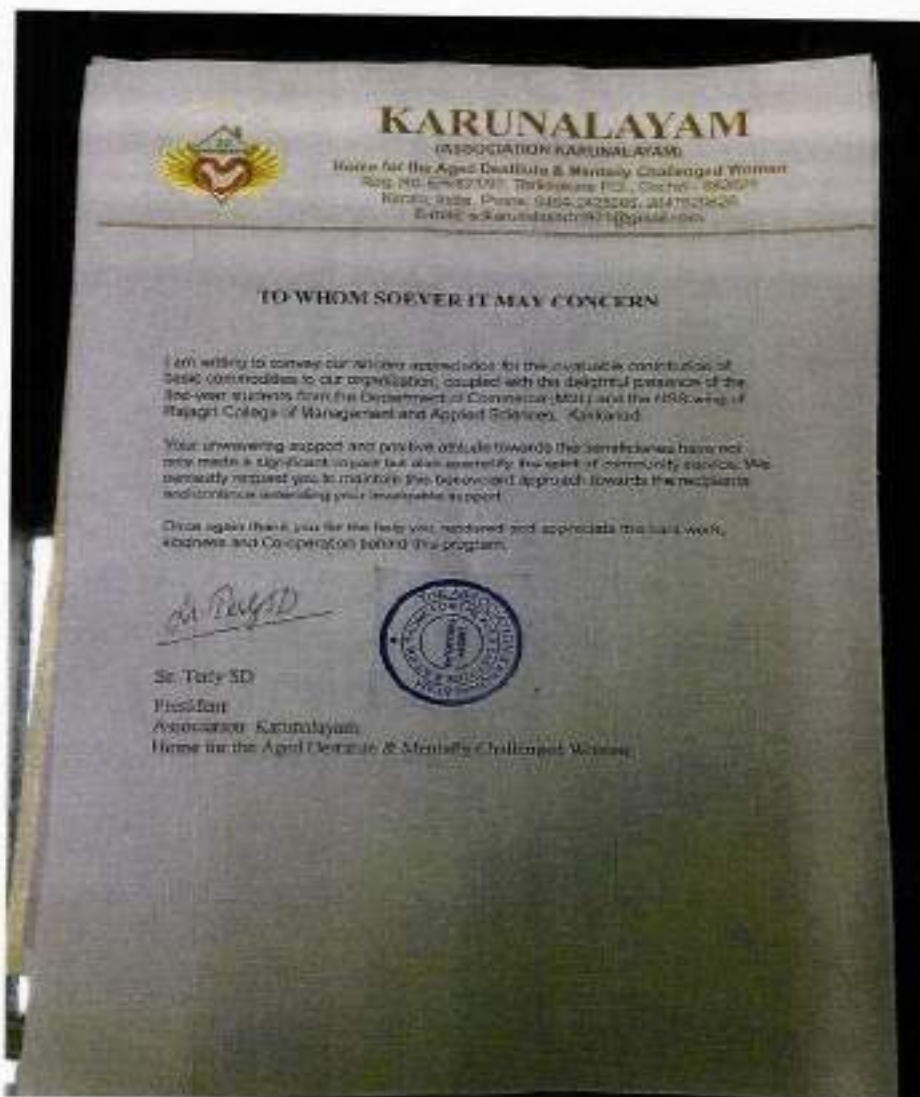 KARUNALAYAM
(ASSOCIATION KARUNALAYAM)
Home for the Aged Destitute & Mentally Challenged Women
Kerala, India, Phone:
E-mail:
TO WHOM SOEVER IT MAY CONCERN
I am writing to convey our sincere appreciation for the invaluable contribution of
basic commodities to our organization, coupled with the delightful presence of the
year students from the Department of Commerce and the NSS wing of
Rajagiri College of Management and Applied Sciences,
Your unwavering support and positive attitude towards the beneficiaries have not
only made a significant impact but also exemplify the spirit of community service. We
earnestly request you to maintain this benevolent approach towards the recipients
and continue extending your invaluable support.
Once again thank you for the help you rendered and appreciate the hard work,
kindness and Co-operation behind this program.
Sr.
SD
President
Association Karunalayam
Home for the Aged Destitute & Mentally Challenged Women